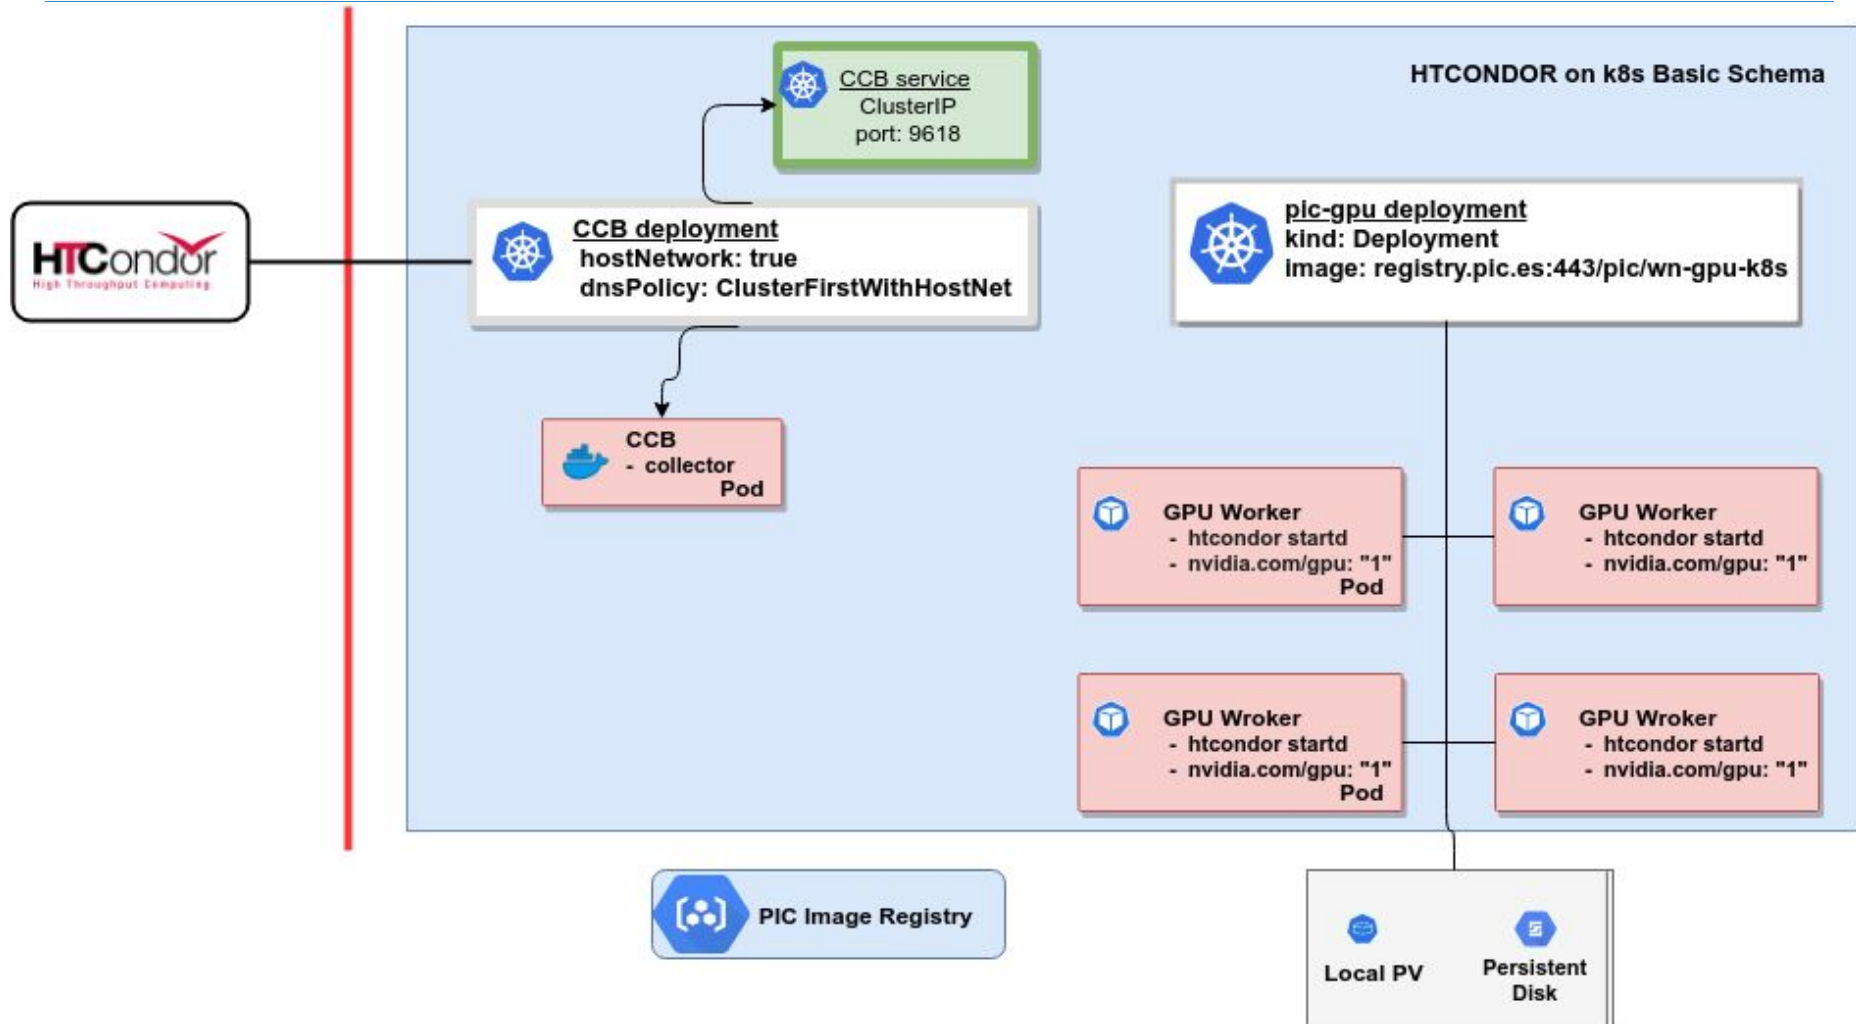 HTCONDOR on k8s Basic Schema
CCB service
ClusterIP
port: 9618
HTCondor
High Throughput Computing
CCB deployment
hostNetwork: true
dnsPolicy: ClusterFirstWithHostNet
pic-gpu deployment
kind: Deployment
image: registry.pic.es:443/pic/wn-gpu-k8s
CCB
- collector
Pod
GPU Worker
- htcondor startd
- nvidia.com/gpu: "1"
Pod
GPU Worker
- htcondor startd
- nvidia.com/gpu: "1"
GPU Wroker
- htcondor startd
- nvidia.com/gpu: "1"
Pod
GPU Wroker
- htcondor startd
- nvidia.com/gpu: "1"
PIC Image Registry
Local PV
Persistent
Disk